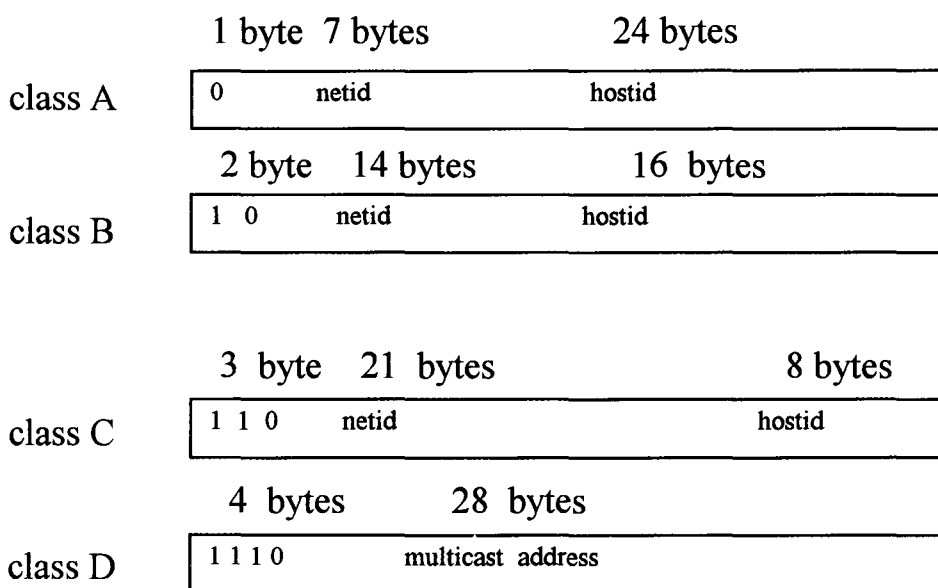 1 byte 7 bytes 24 bytes
class A 0 netid hostid
2 byte 14 bytes 16 bytes
class B 1 0 netid hostid
3 byte 21 bytes 8 bytes
class C 1 1 0 netid hostid
4 bytes 28 bytes
class D 1 1 1 0 multicast address